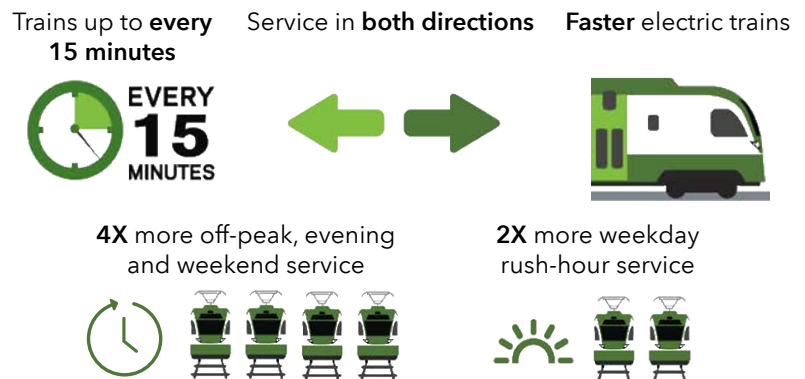 Trains up to every
15 minutes
Service in both directions
Faster electric trains
EVERY
15
MINUTES
4X more off-peak, evening
and weekend service
2X more weekday
rush-hour service